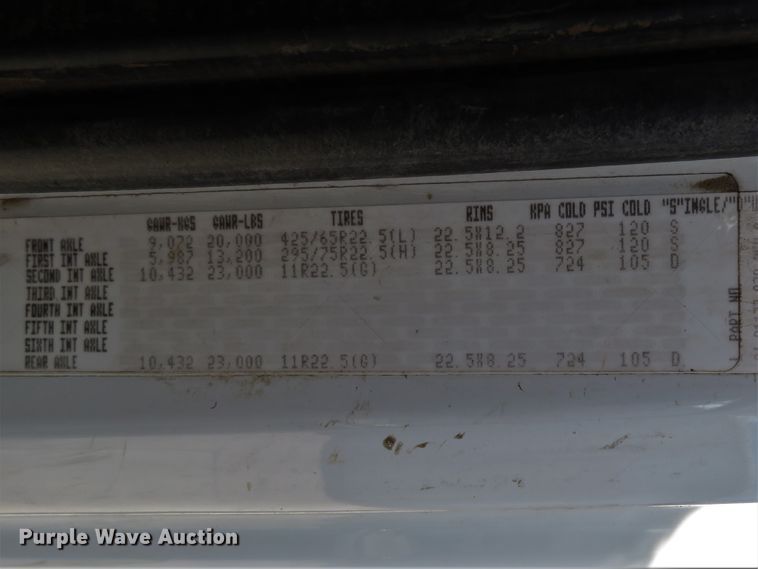 GAWR-KGS GAWR-LBS TIRES RIMS KPA COLD PSI COLD "S"INGLE/"D"U
FRONT AXLE 9,072 20,000 425/65R22.5(L) 22.5X12.2 827 120 S
FIRST INT AXLE 5,987 13,200 295/75R22.5(H) 22.5X8.25 827 120 S
SECOND INT AXLE 10,432 23,000 11R22.5(G) 22.5X8.25 724 105 D
THIRD INT AXLE
FOURTH INT AXLE
FIFTH INT AXLE
SIXTH INT AXLE
REAR AXLE 10,432 23,000 11R22.5(G) 22.5X8.25 724 105 D
PART NO.
Purple Wave Auction